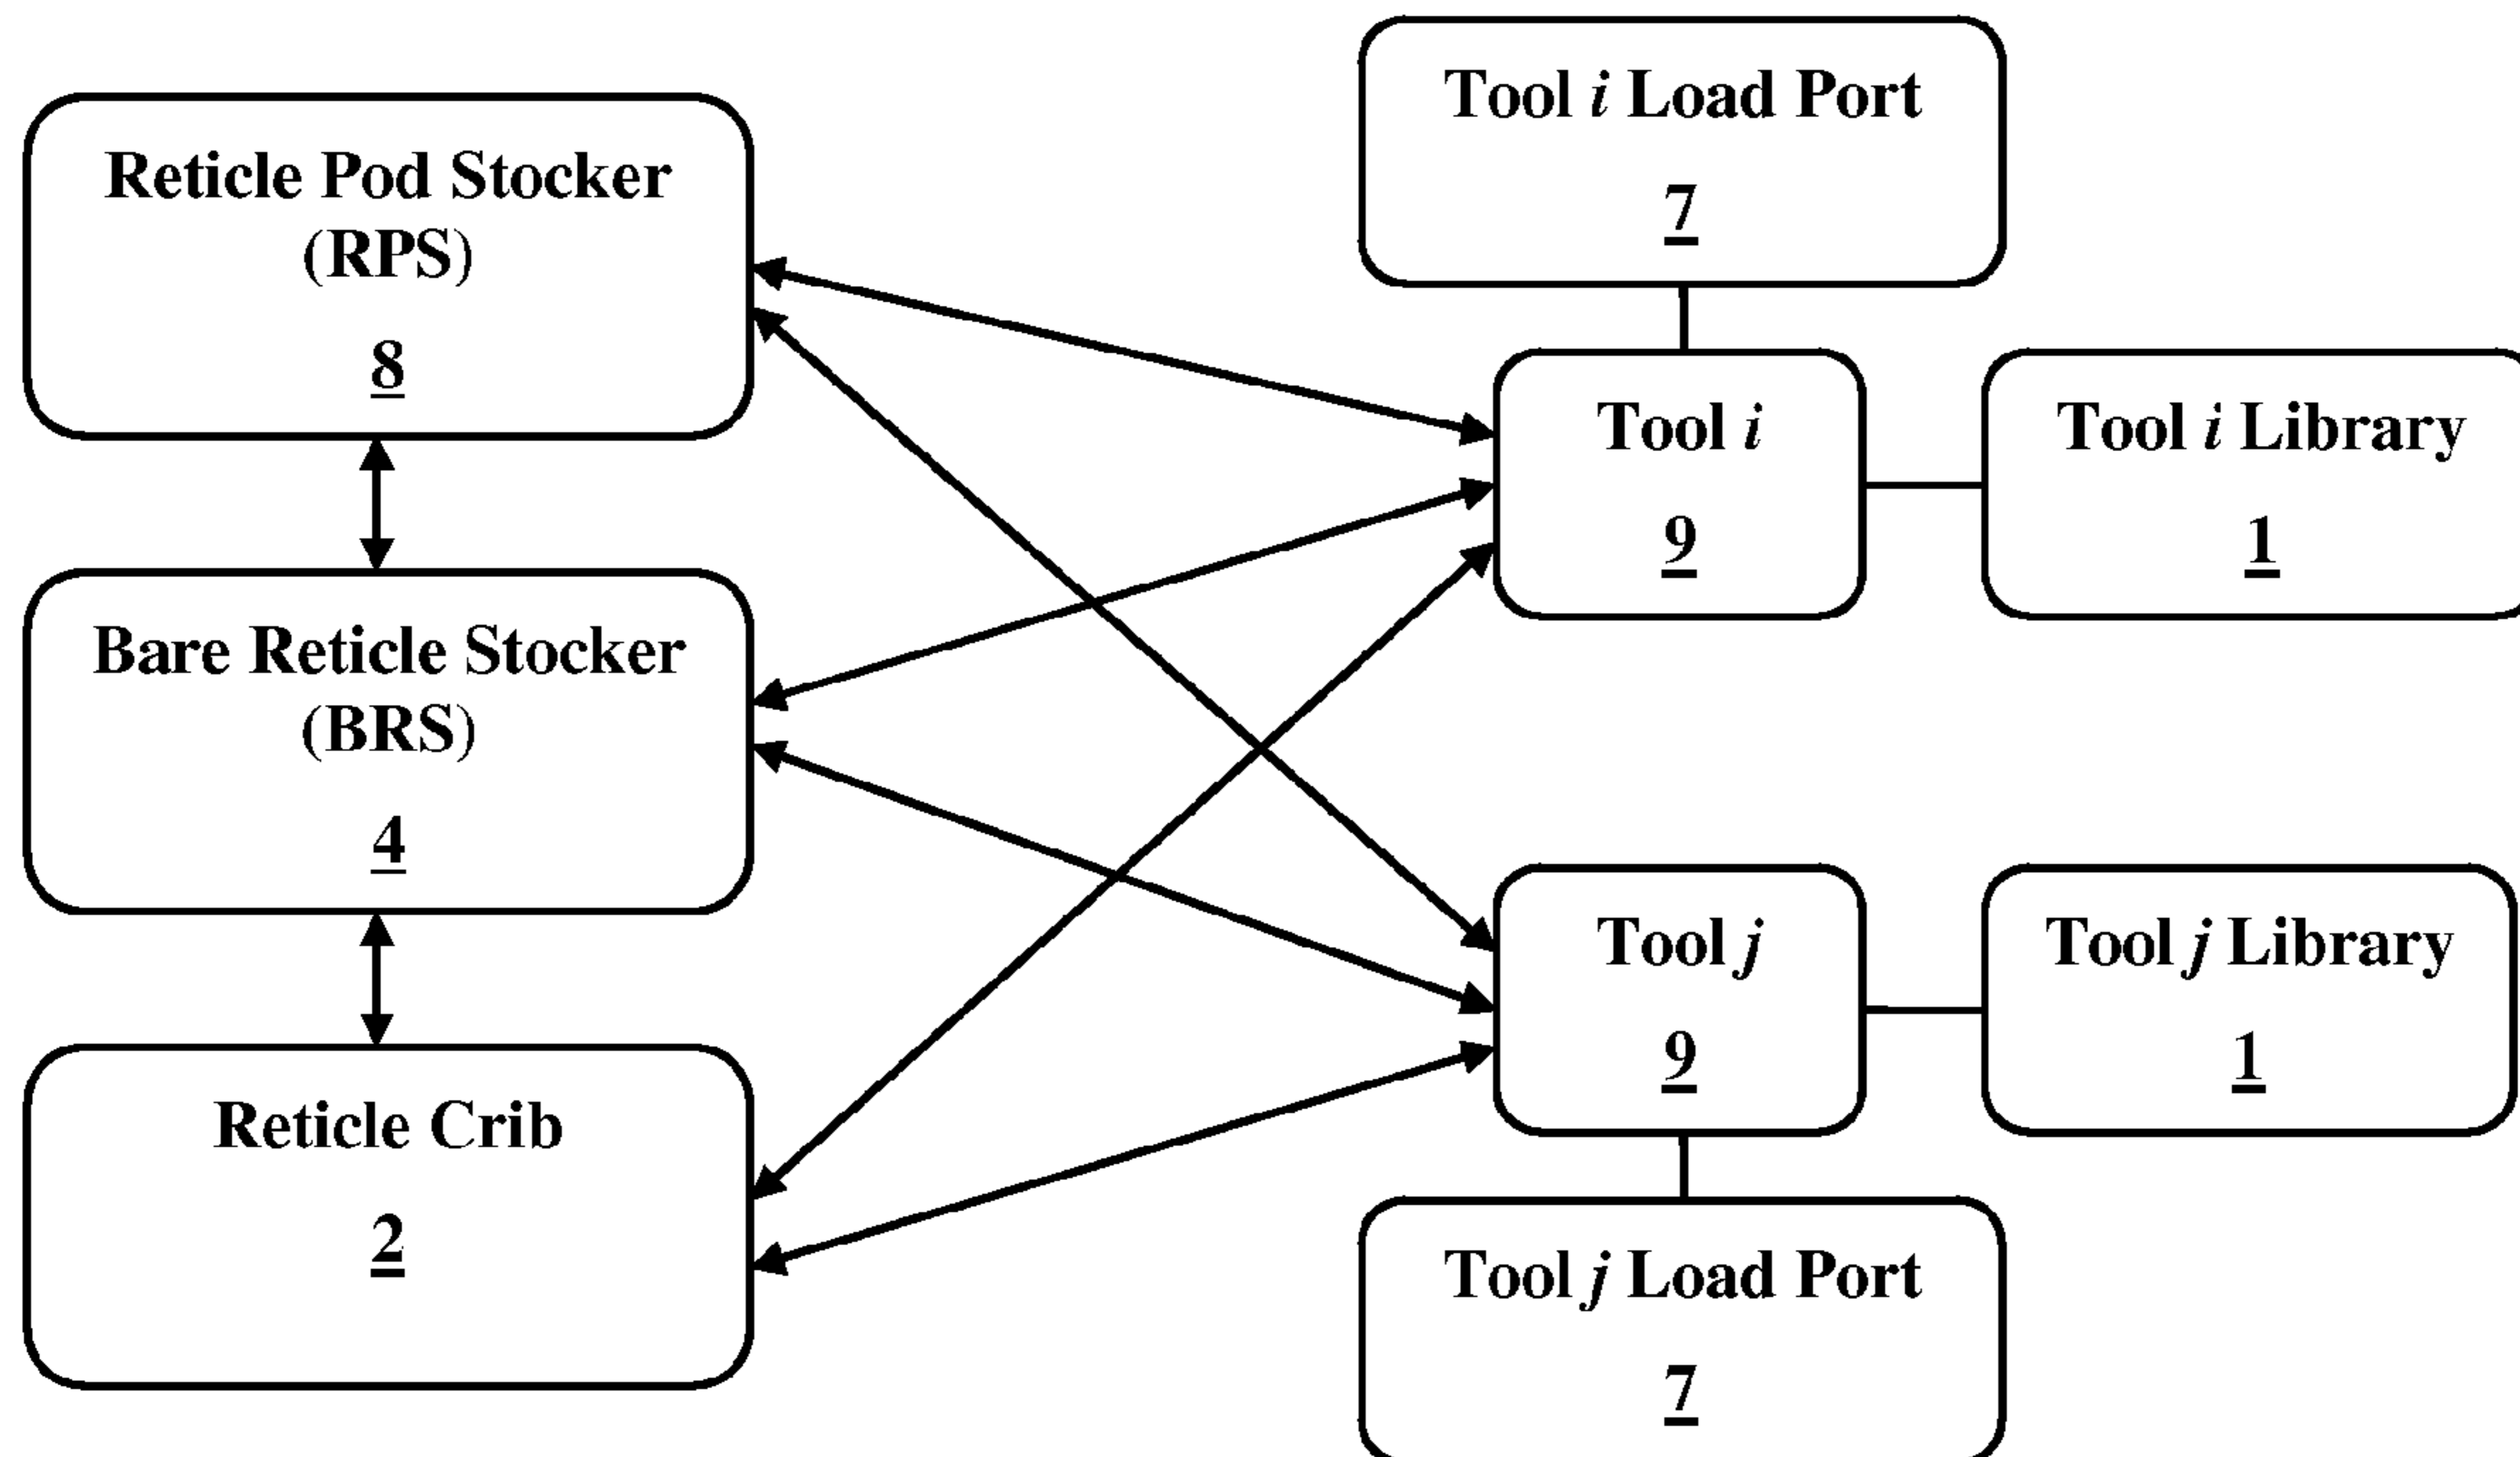 Reticle Pod Stocker
(RPS)
8
Bare Reticle Stocker
(BRS)
4
Reticle Crib
2
Tool i Load Port
7
Tool i
9
Tool i Library
1
Tool j
9
Tool j Library
1
Tool j Load Port
7